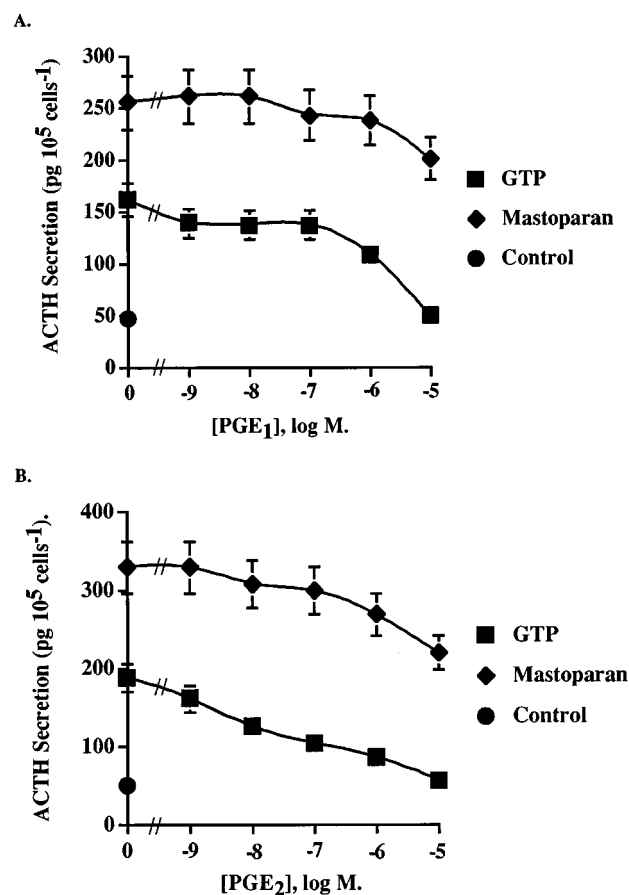 A.
ACTH Secretion (pg 10⁵ cells⁻¹)
300
250
200
150
100
50
0
0 -9 -8 -7 -6 -5
[PGE₁], log M.
GTP
Mastoparan
Control
B.
ACTH Secretion (pg 10⁵ cells⁻¹).
400
300
200
100
0
0 -9 -8 -7 -6 -5
[PGE₂], log M.
GTP
Mastoparan
Control